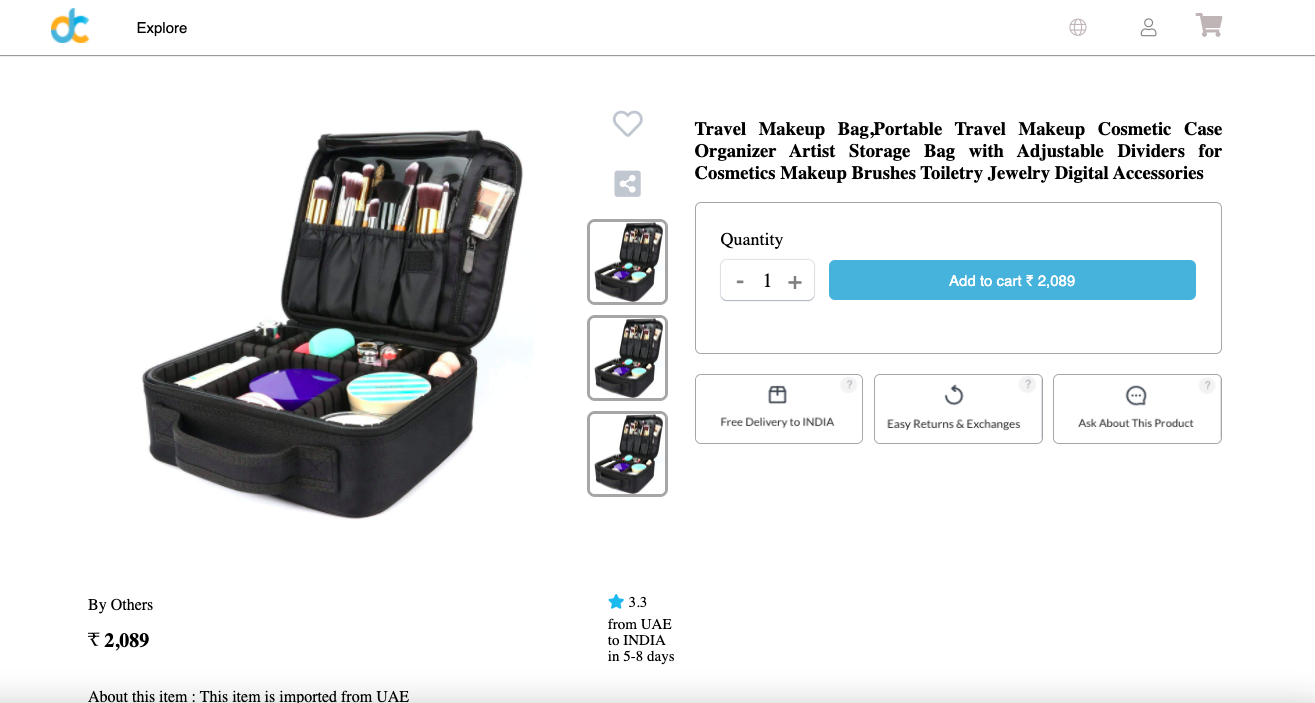 dc
Explore
Travel Makeup Bag,Portable Travel Makeup Cosmetic Case
Organizer Artist Storage Bag with Adjustable Dividers for
Cosmetics Makeup Brushes Toiletry Jewelry Digital Accessories
Quantity
- 1 +
Add to cart ₹ 2,089
?
Free Delivery to INDIA
?
Easy Returns & Exchanges
?
Ask About This Product
By Others
₹ 2,089
3.3
from UAE
to INDIA
in 5-8 days
About this item : This item is imported from UAE